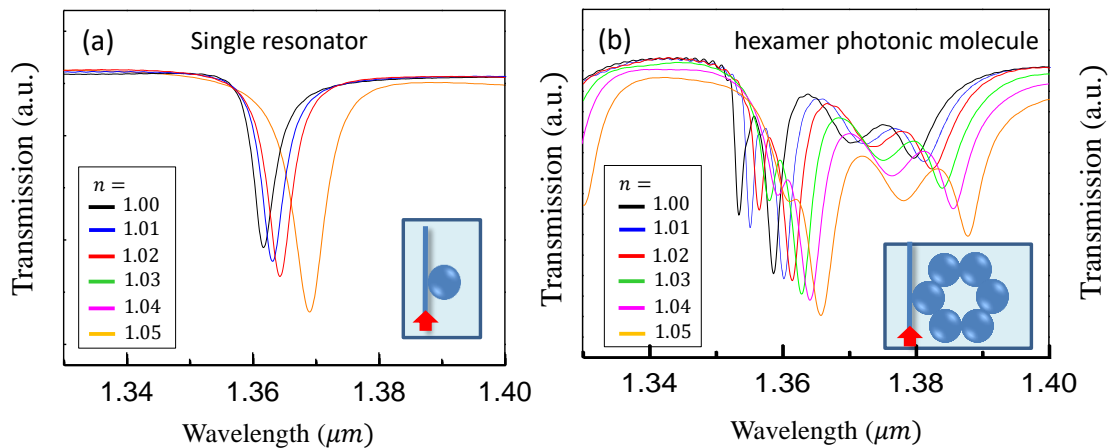 (a)
Single resonator
Transmission (a.u.)
n =
1.00
1.01
1.02
1.03
1.04
1.05
1.34
1.36
1.38
1.40
Wavelength (μm)
(b)
hexamer photonic molecule
Transmission (a.u.)
n =
1.00
1.01
1.02
1.03
1.04
1.05
1.34
1.36
1.38
1.40
Wavelength (μm)
Transmission (a.u.)